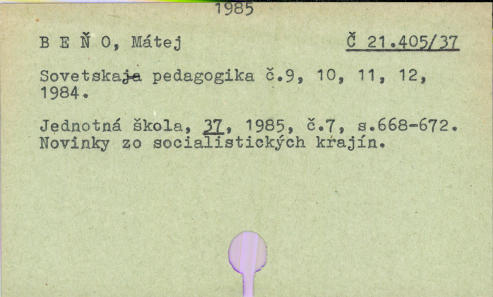 1985
B E Ň O, Mátej Č 21.405/37
Sovetskaja pedagogika č.9, 10, 11, 12,
1984.
Jednotná škola, 37, 1985, č.7, s.668-672.
Novinky zo socialistických krajín.